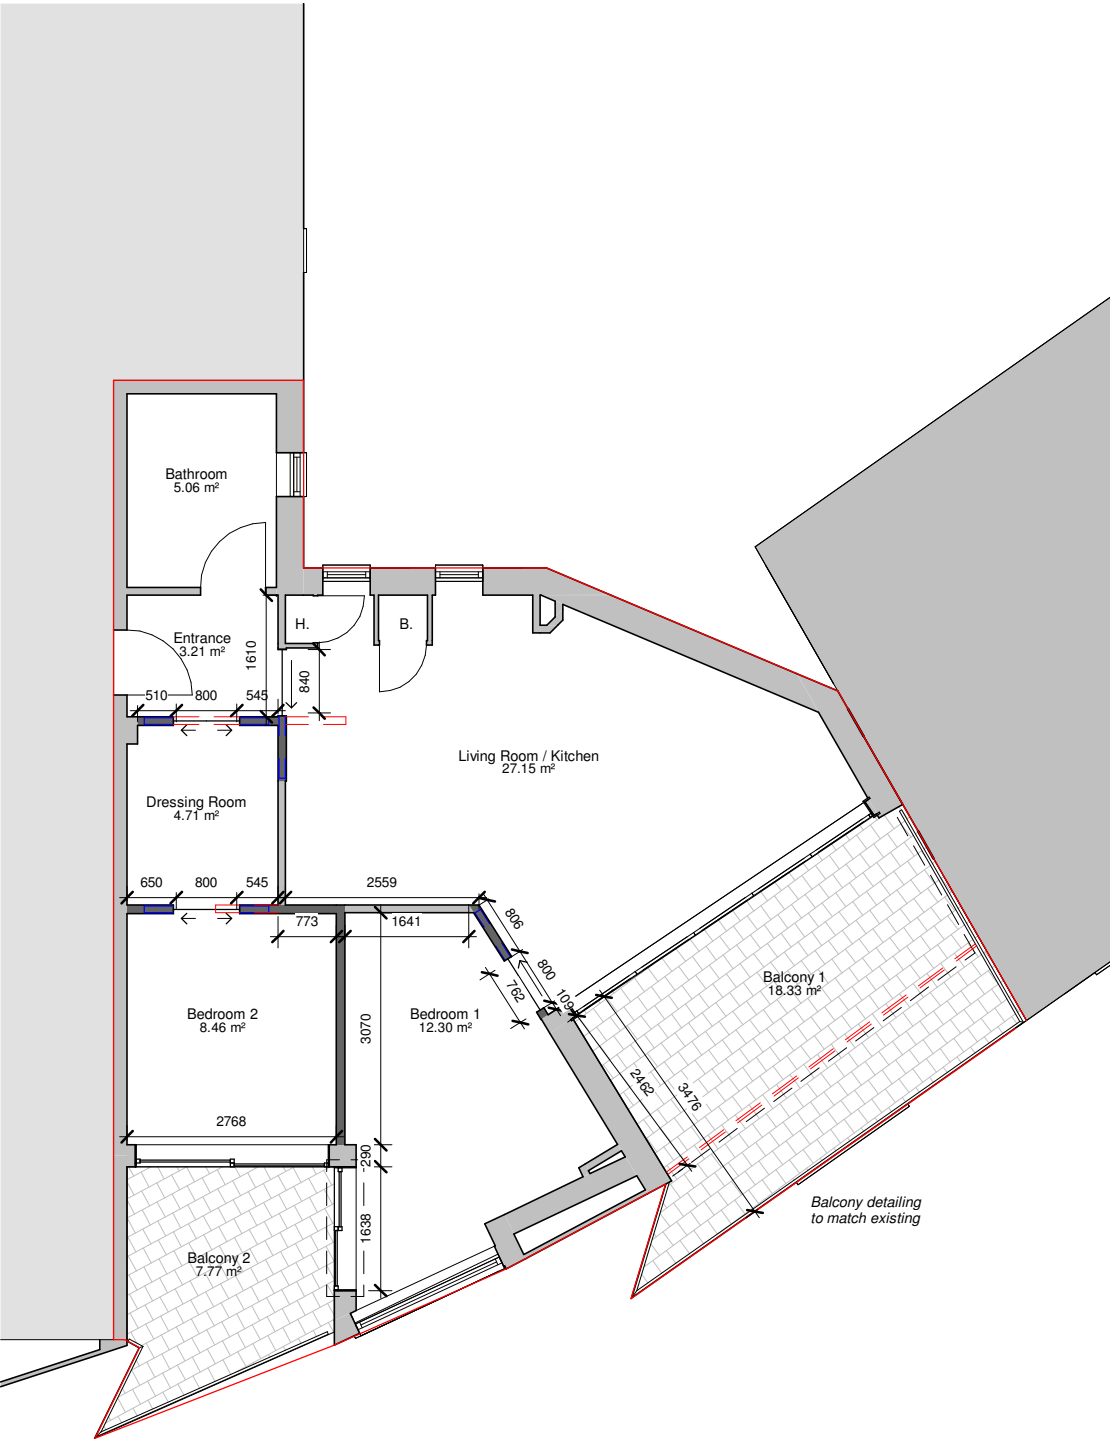 Bathroom
5.06 m²
Entrance
3.21 m²
H.
B.
1610
840
510
800
545
Living Room / Kitchen
27.15 m²
Dressing Room
4.71 m²
650
800
545
2559
773
1641
806
800
762
109
Balcony 1
18.33 m²
Bedroom 2
8.46 m²
Bedroom 1
12.30 m²
3070
2462
3476
2768
290
1638
Balcony detailing
to match existing
Balcony 2
7.77 m²